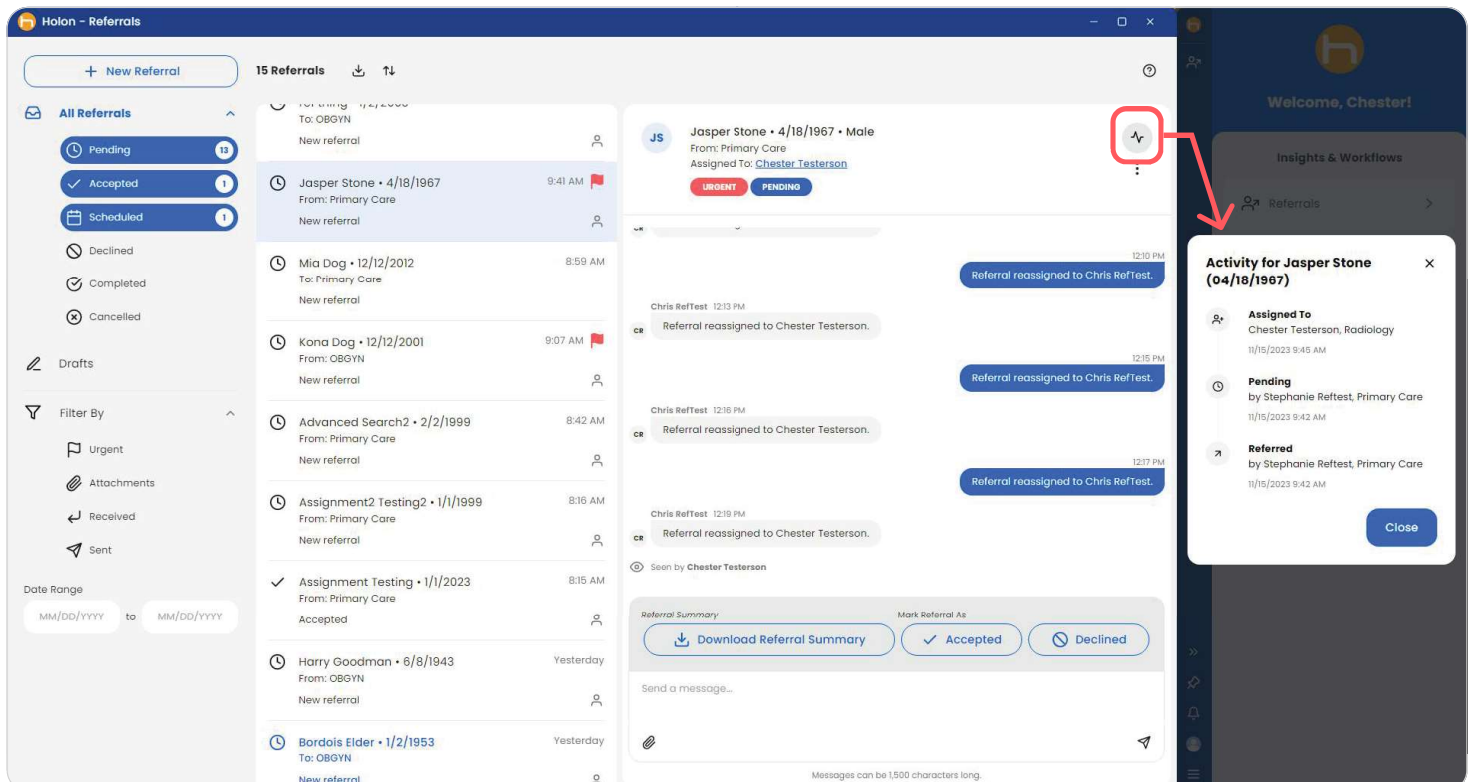 Holon - Referrals
+ New Referral
15 Referrals
All Referrals
Pending 13
Accepted 1
Scheduled 1
Declined
Completed
Cancelled
Drafts
Filter By
Urgent
Attachments
Received
Sent
Date Range
MM/DD/YYYY to MM/DD/YYYY
To: OBGYN
New referral
Jasper Stone • 4/18/1967 9:41 AM
From: Primary Care
New referral
Mia Dog • 12/12/2012 8:59 AM
To: Primary Care
New referral
Kona Dog • 12/12/2001 9:07 AM
From: OBGYN
New referral
Advanced Search2 • 2/2/1999 8:42 AM
From: Primary Care
New referral
Assignment2 Testing2 • 1/1/1999 8:16 AM
From: Primary Care
New referral
Assignment Testing • 1/1/2023 8:15 AM
From: Primary Care
Accepted
Harry Goodman • 6/8/1943 Yesterday
From: OBGYN
New referral
Bordois Elder • 1/2/1953 Yesterday
To: OBGYN
New referral
JS
Jasper Stone • 4/18/1967 • Male
From: Primary Care
Assigned To: Chester Testerson
URGENT PENDING
CR
12:10 PM
Referral reassigned to Chris RefTest.
Chris RefTest 12:13 PM
CR Referral reassigned to Chester Testerson.
12:15 PM
Referral reassigned to Chris RefTest.
Chris RefTest 12:16 PM
CR Referral reassigned to Chester Testerson.
12:17 PM
Referral reassigned to Chris RefTest.
Chris RefTest 12:19 PM
CR Referral reassigned to Chester Testerson.
Seen by Chester Testerson
Referral Summary Mark Referral As
Download Referral Summary Accepted Declined
Send a message...
Messages can be 1,500 characters long.
Welcome, Chester!
Insights & Workflows
Referrals
Activity for Jasper Stone
(04/18/1967)
Assigned To
Chester Testerson, Radiology
11/15/2023 9:45 AM
Pending
by Stephanie Reftest, Primary Care
11/15/2023 9:42 AM
Referred
by Stephanie Reftest, Primary Care
11/15/2023 9:42 AM
Close